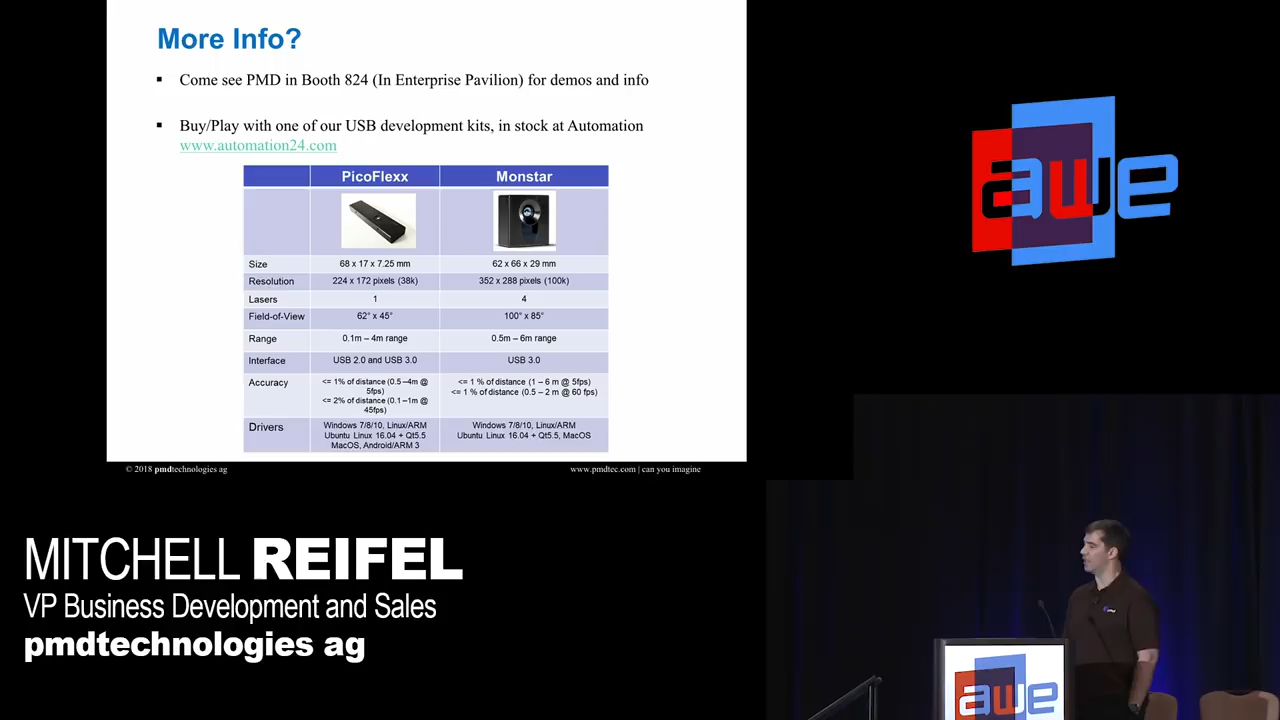 More Info?
▪ Come see PMD in Booth 824 (In Enterprise Pavilion) for demos and info
▪ Buy/Play with one of our USB development kits, in stock at Automation
www.automation24.com
PicoFlexx Monstar
Size 68 x 17 x 7.25 mm 62 x 66 x 29 mm
Resolution 224 x 172 pixels (38k) 352 x 288 pixels (100k)
Lasers 1 4
Field-of-View 62° x 45° 100° x 85°
Range 0.1m – 4m range 0.5m – 6m range
Interface USB 2.0 and USB 3.0 USB 3.0
Accuracy <= 1% of distance (0.5 –4m @
5fps)
<= 2% of distance (0.1 –1m @
45fps)
<= 1 % of distance (1 – 6 m @ 5fps)
<= 1 % of distance (0.5 – 2 m @ 60 fps)
Drivers Windows 7/8/10, Linux/ARM
Ubuntu Linux 16.04 + Qt5.5
MacOS, Android/ARM 3
Windows 7/8/10, Linux/ARM
Ubuntu Linux 16.04 + Qt5.5, MacOS
© 2018 pmdtechnologies ag
www.pmdtec.com | can you imagine
awe
MITCHELL REIFEL
VP Business Development and Sales
pmdtechnologies ag
awe